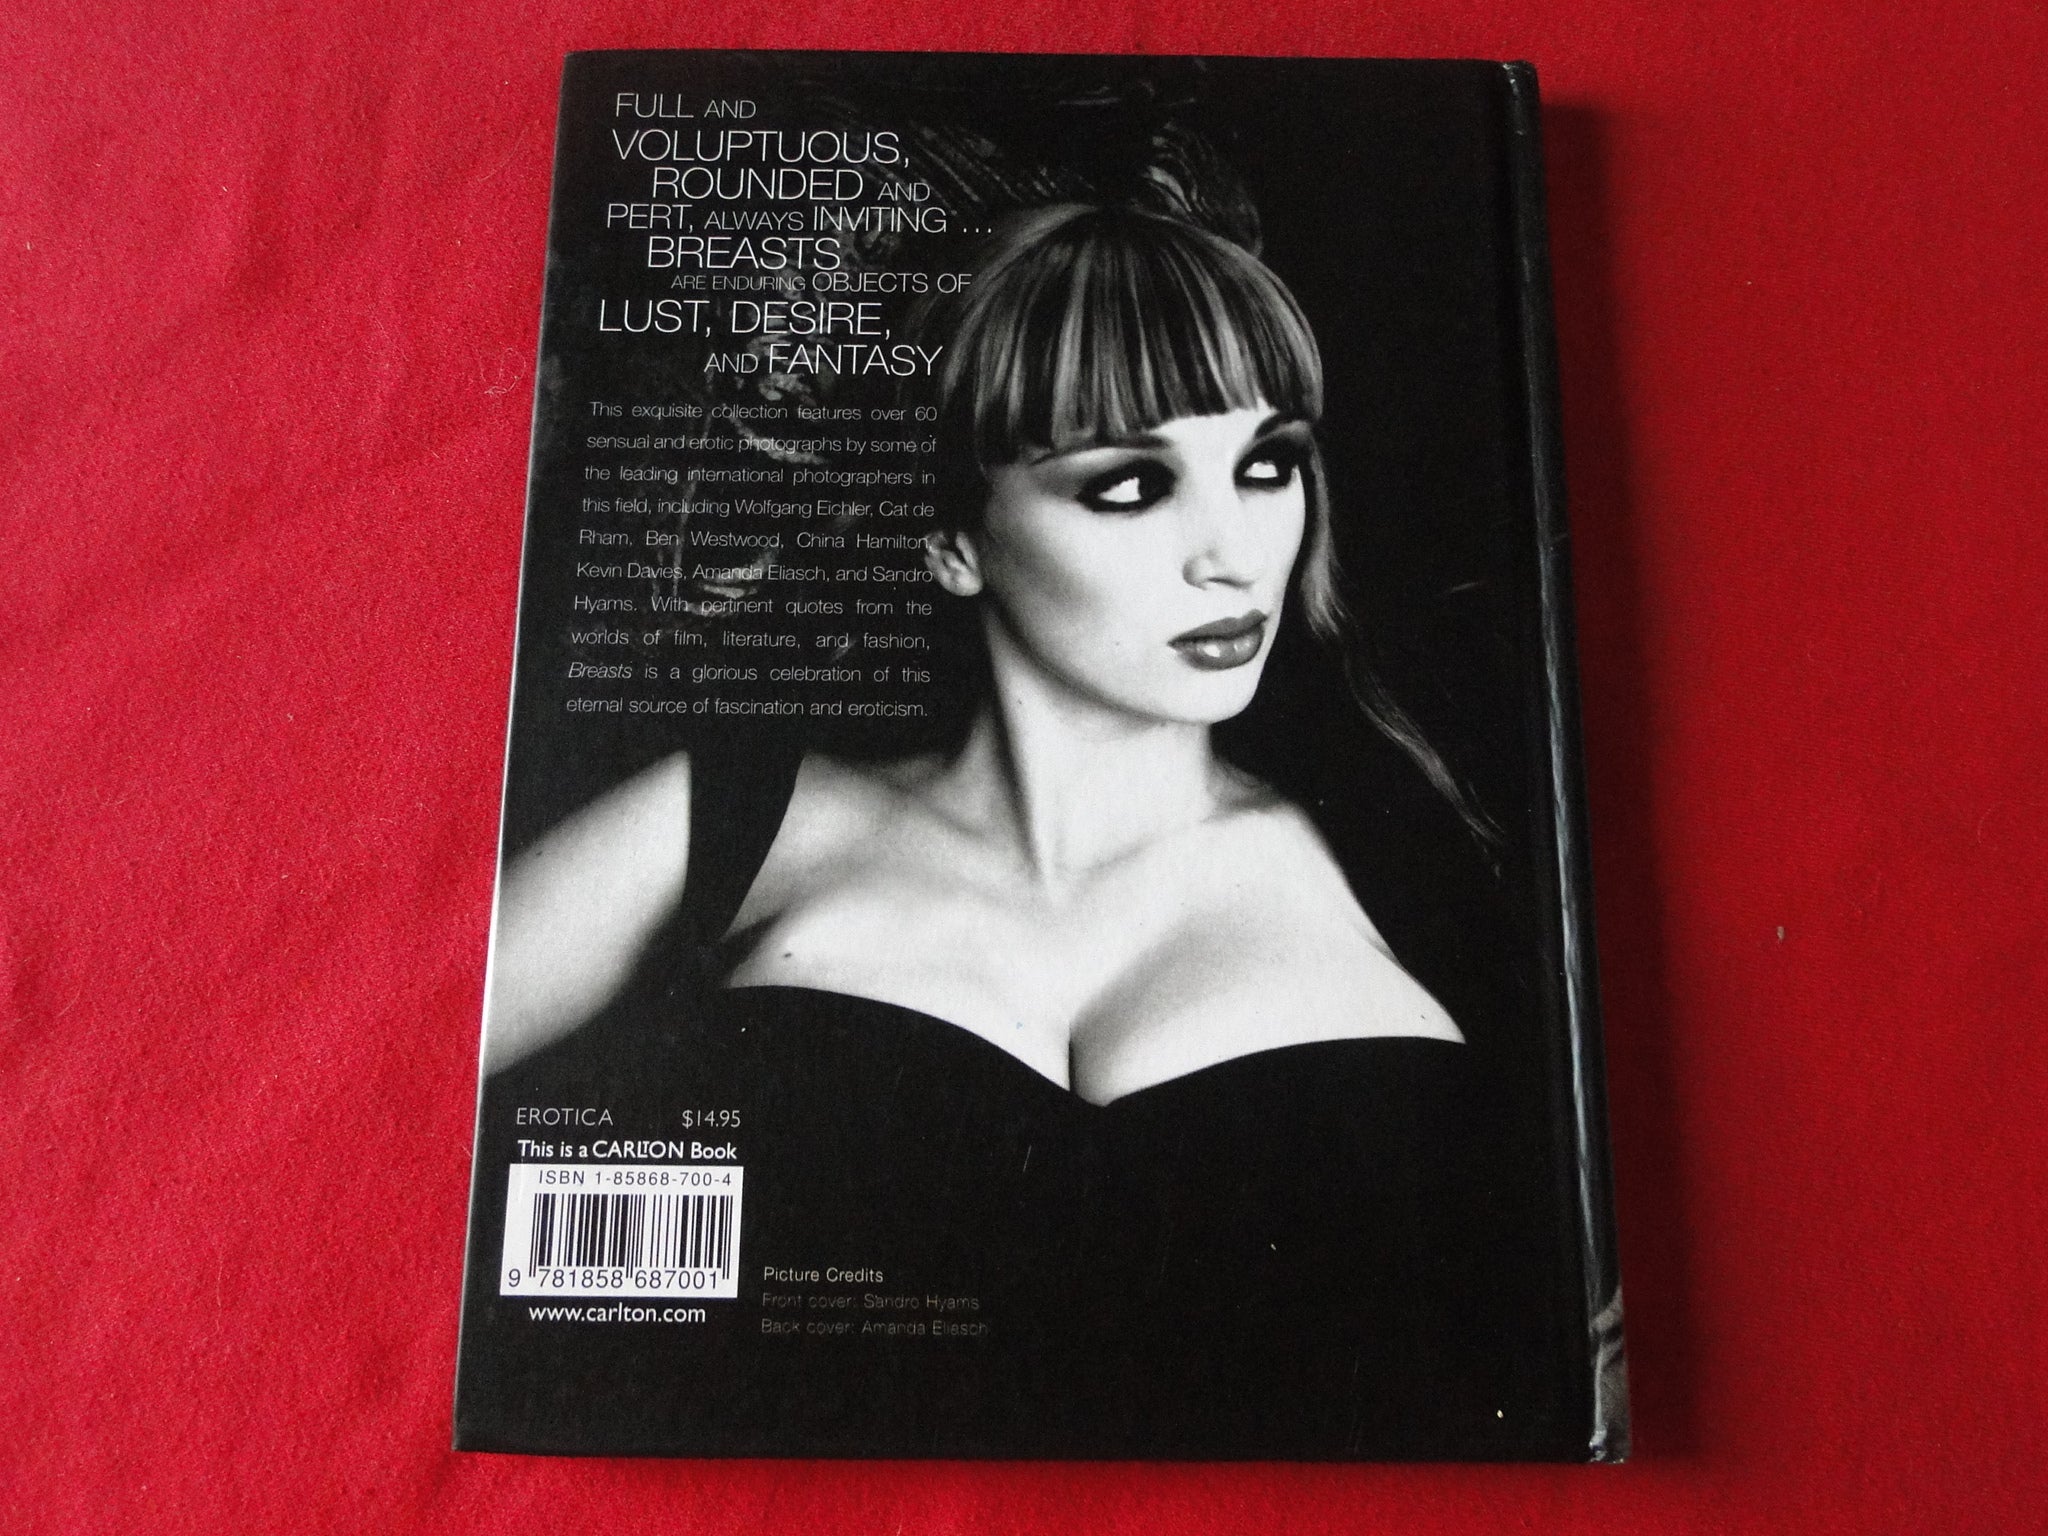 FULL AND
VOLUPTUOUS,
ROUNDED AND
PERT, ALWAYS INVITING ...
BREASTS
ARE ENDURING OBJECTS OF
LUST, DESIRE,
AND FANTASY
This exquisite collection features over 60
sensual and erotic photographs by some of
the leading international photographers in
this field, including Wolfgang Eichler, Cat de
Rham, Ben Westwood, China Hamilton,
Kevin Davies, Amanda Eliasch, and Sandro
Hyams. With pertinent quotes from the
worlds of film, literature, and fashion,
Breasts is a glorious celebration of this
eternal source of fascination and eroticism.
EROTICA $14.95
This is a CARLTON Book
ISBN 1-85868-700-4
9 781858 687001
www.carlton.com
Picture Credits
Front cover: Sandro Hyams
Back cover: Amanda Eliasch